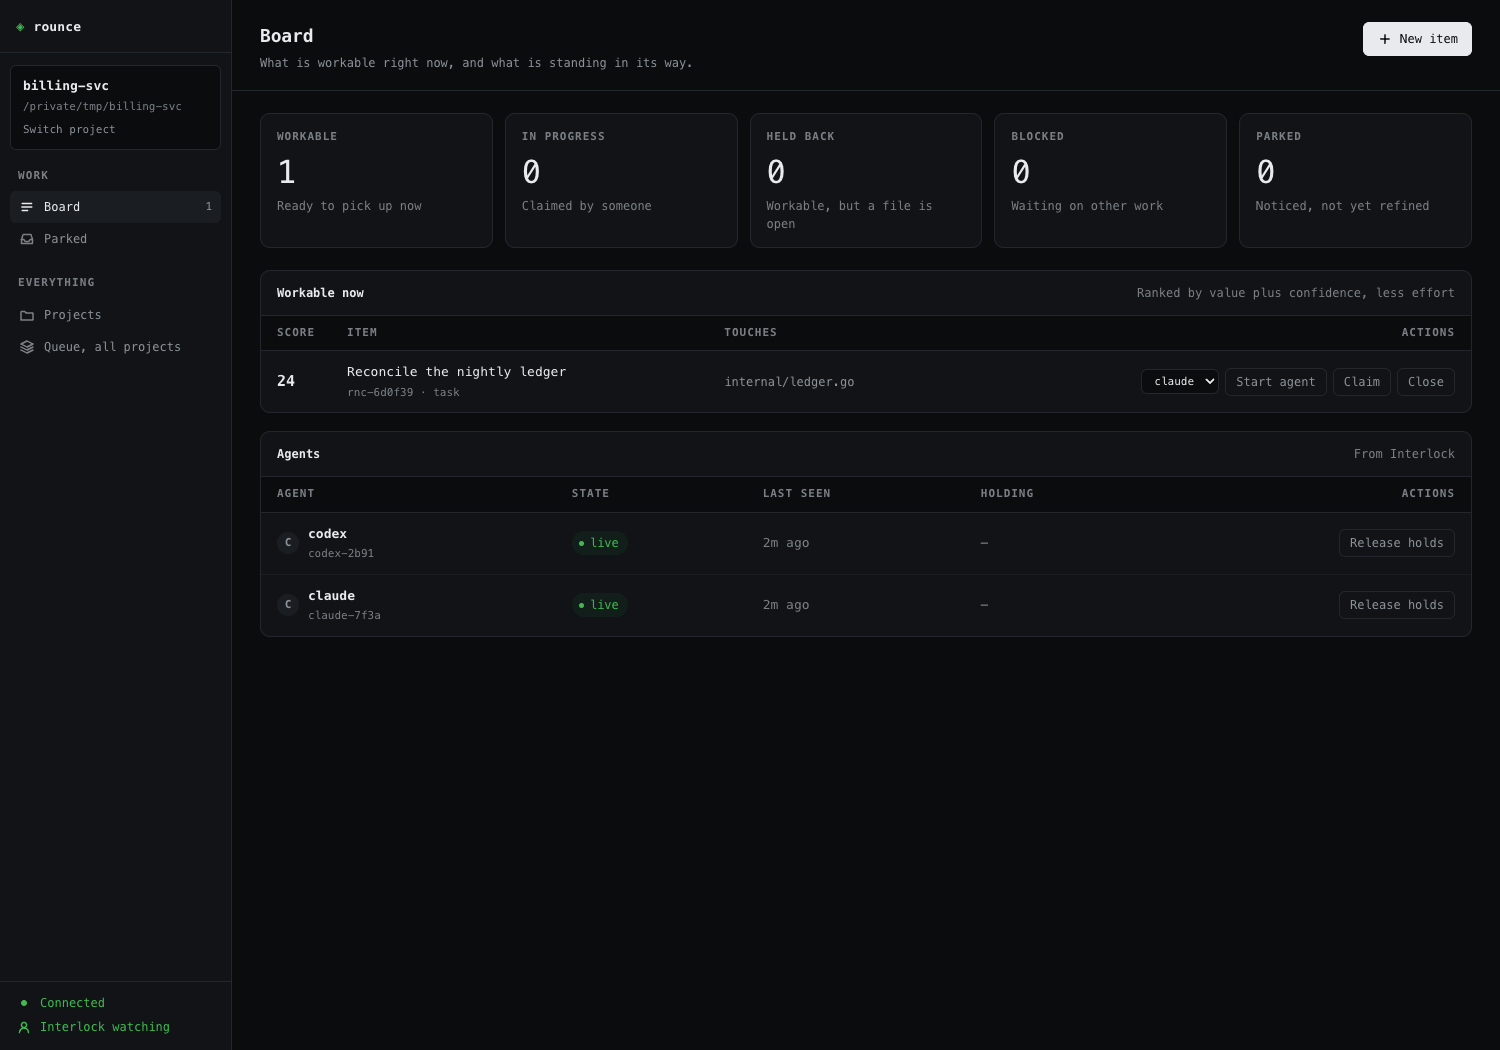 rounce
billing-svc
/private/tmp/billing-svc
Switch project
WORK
Board 1
Parked
EVERYTHING
Projects
Queue, all projects
Connected
Interlock watching
Board
What is workable right now, and what is standing in its way.
+ New item
WORKABLE
1
Ready to pick up now
IN PROGRESS
0
Claimed by someone
HELD BACK
0
Workable, but a file is
open
BLOCKED
0
Waiting on other work
PARKED
0
Noticed, not yet refined
Workable now Ranked by value plus confidence, less effort
SCORE ITEM TOUCHES ACTIONS
24 Reconcile the nightly ledger internal/ledger.go claude Start agent Claim Close
rnc-6d0f39 · task
Agents From Interlock
AGENT STATE LAST SEEN HOLDING ACTIONS
C codex live 2m ago – Release holds
codex-2b91
C claude live 2m ago – Release holds
claude-7f3a